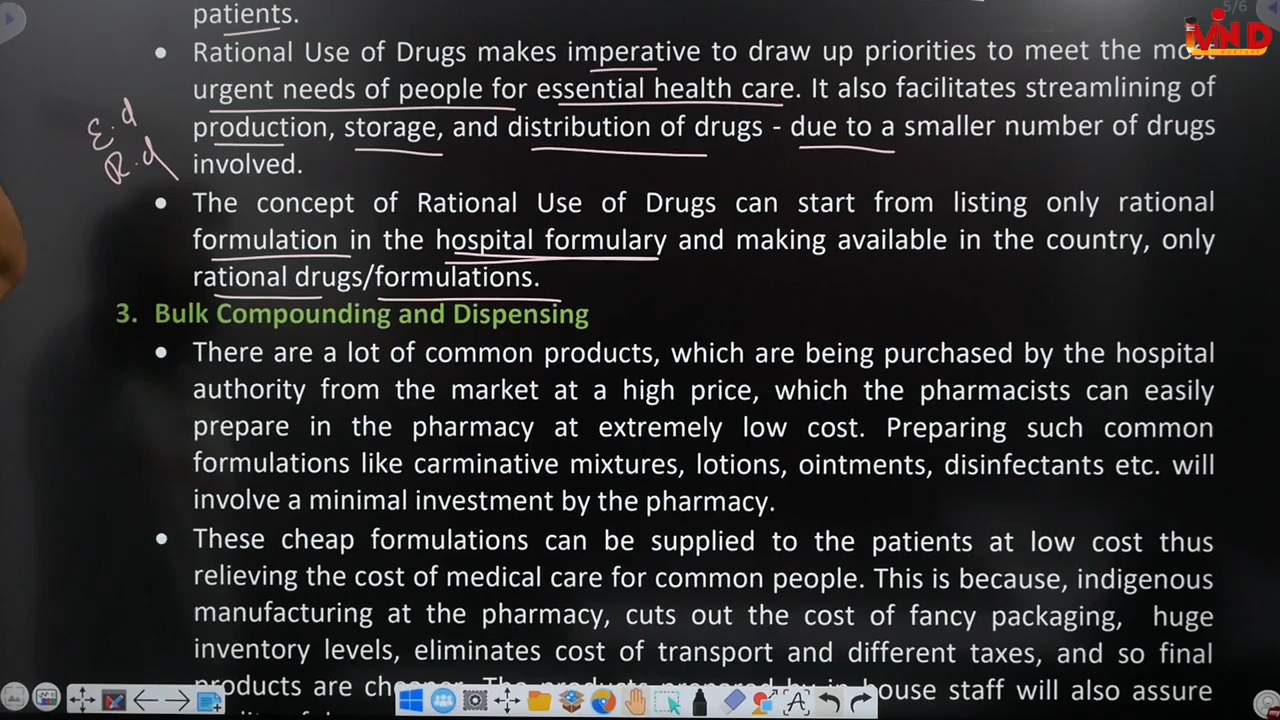 patients.
5/6
• Rational Use of Drugs makes imperative to draw up priorities to meet the most
urgent needs of people for essential health care. It also facilitates streamlining of
production, storage, and distribution of drugs - due to a smaller number of drugs
involved.
E.d
R.d
• The concept of Rational Use of Drugs can start from listing only rational
formulation in the hospital formulary and making available in the country, only
rational drugs/formulations.
3. Bulk Compounding and Dispensing
• There are a lot of common products, which are being purchased by the hospital
authority from the market at a high price, which the pharmacists can easily
prepare in the pharmacy at extremely low cost. Preparing such common
formulations like carminative mixtures, lotions, ointments, disinfectants etc. will
involve a minimal investment by the pharmacy.
• These cheap formulations can be supplied to the patients at low cost thus
relieving the cost of medical care for common people. This is because, indigenous
manufacturing at the pharmacy, cuts out the cost of fancy packaging, huge
inventory levels, eliminates cost of transport and different taxes, and so final
products are house staff will also assure